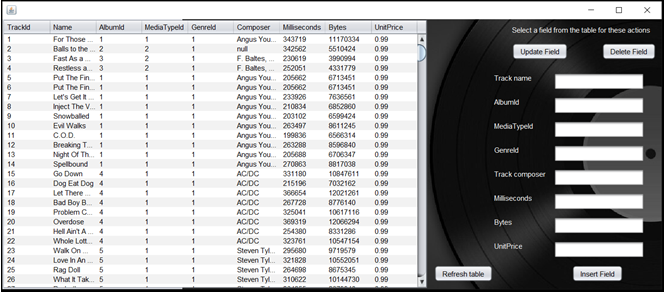 TrackId Name AlbumId MediaTypeId GenreId Composer Milliseconds Bytes UnitPrice
1 For Those ... 1 1 1 Angus You... 343719 11170334 0.99
2 Balls to the ... 2 2 1 null 342562 5510424 0.99
3 Fast As a ... 3 2 1 F. Baltes, ... 230619 3990994 0.99
4 Restless a... 3 2 1 F. Baltes, ... 252051 4331779 0.99
5 Put The Fin... 1 1 1 Angus You... 205662 6713451 0.99
6 Put The Fin... 1 1 1 Angus You... 205662 6713451 0.99
7 Let's Get It ... 1 1 1 Angus You... 233926 7636561 0.99
8 Inject The V... 1 1 1 Angus You... 210834 6852860 0.99
9 Snowballed 1 1 1 Angus You... 203102 6599424 0.99
10 Evil Walks 1 1 1 Angus You... 263497 8611245 0.99
11 C.O.D. 1 1 1 Angus You... 199836 6566314 0.99
12 Breaking T... 1 1 1 Angus You... 263288 8596840 0.99
13 Night Of Th... 1 1 1 Angus You... 205688 6706347 0.99
14 Spellbound 1 1 1 Angus You... 270863 8817038 0.99
15 Go Down 4 1 1 AC/DC 331180 10847611 0.99
16 Dog Eat Dog 4 1 1 AC/DC 215196 7032162 0.99
17 Let There ... 4 1 1 AC/DC 366654 12021261 0.99
18 Bad Boy B... 4 1 1 AC/DC 267728 8776140 0.99
19 Problem C... 4 1 1 AC/DC 325041 10617116 0.99
20 Overdose 4 1 1 AC/DC 369319 12066294 0.99
21 Hell Ain't A ... 4 1 1 AC/DC 254380 8331286 0.99
22 Whole Lott... 4 1 1 AC/DC 323761 10547154 0.99
23 Walk On ... 5 1 1 Steven Tyl... 295680 9719579 0.99
24 Love In An ... 5 1 1 Steven Tyl... 321828 10552051 0.99
25 Rag Doll 5 1 1 Steven Tyl... 264698 8675345 0.99
26 What It Tak... 5 1 1 Steven Tyl... 310622 10144730 0.99
Select a field from the table for these actions
Update Field Delete Field
Track name
AlbumId
MediaTypeId
GenreId
Track composer
Milliseconds
Bytes
UnitPrice
Refresh table Insert Field